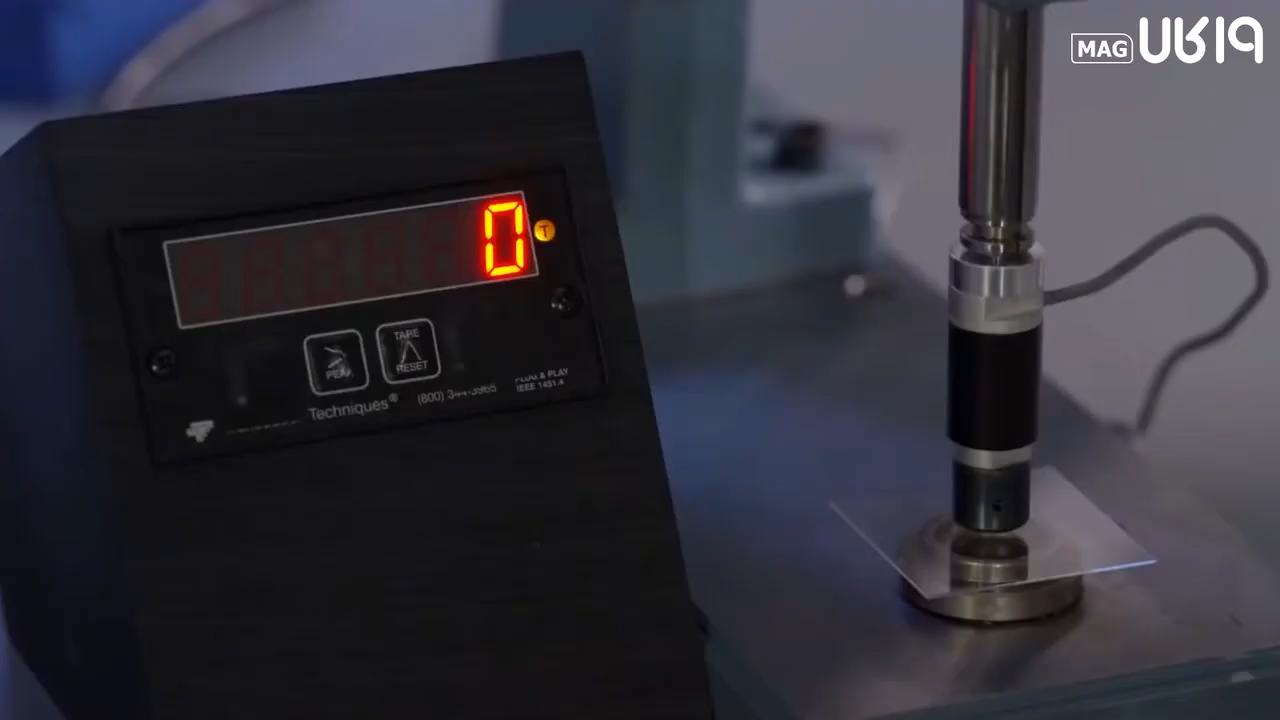 MAG
0
T
PEAK
TARE
RESET
Techniques® (800) 344-3965
PLUG & PLAY
IEEE 1451.4